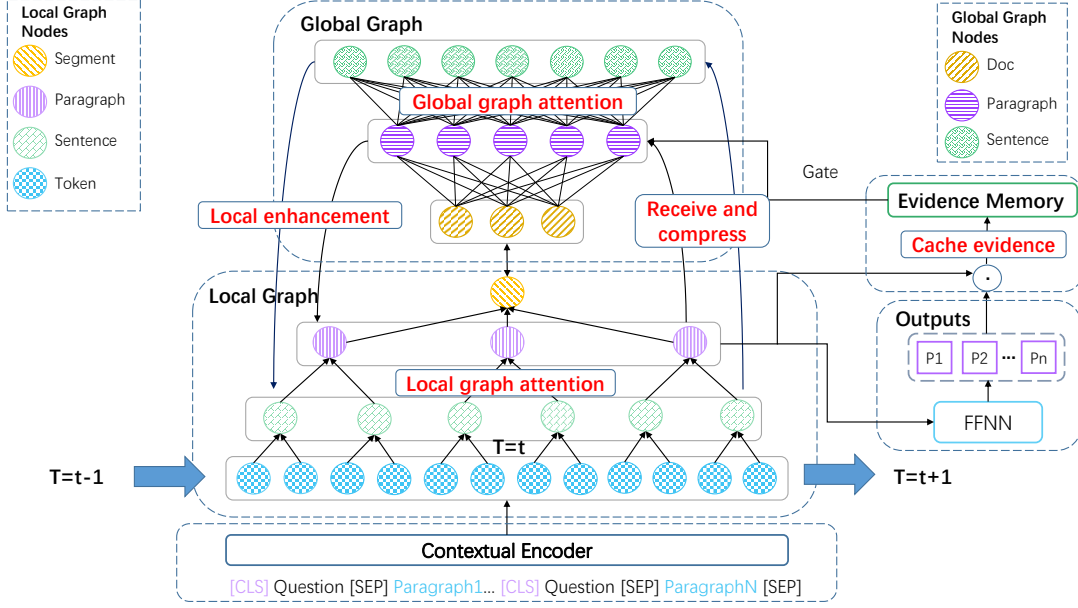 Local Graph
Nodes
Segment
Paragraph
Sentence
Token
Global Graph
Global graph attention
Local enhancement
Receive and
compress
Global Graph
Nodes
Doc
Paragraph
Sentence
Gate
Evidence Memory
Cache evidence
Outputs
P1 P2 ... Pn
FFNN
Local Graph
Local graph attention
T=t
T=t-1
T=t+1
Contextual Encoder
[CLS] Question [SEP] Paragraph1... [CLS] Question [SEP] ParagraphN [SEP]